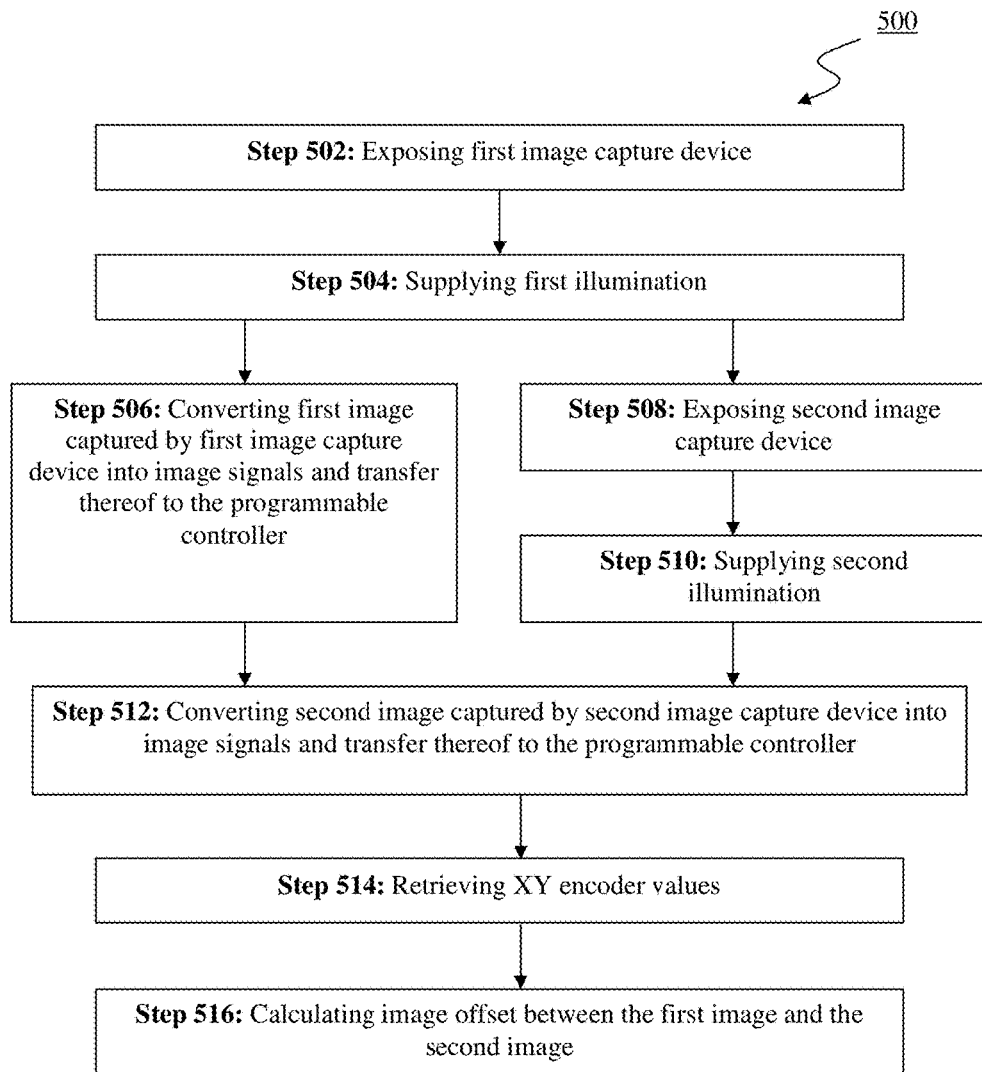 500
Step 502: Exposing first image capture device
Step 504: Supplying first illumination
Step 506: Converting first image
captured by first image capture
device into image signals and transfer
thereof to the programmable
controller
Step 508: Exposing second image
capture device
Step 510: Supplying second
illumination
Step 512: Converting second image captured by second image capture device into
image signals and transfer thereof to the programmable controller
Step 514: Retrieving XY encoder values
Step 516: Calculating image offset between the first image and the
second image